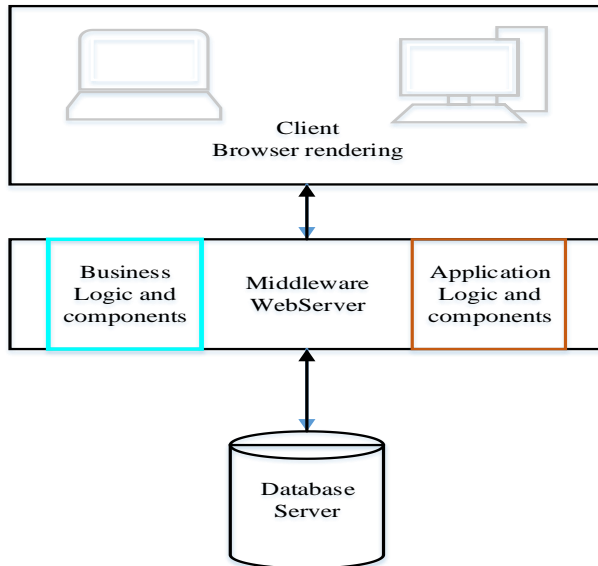 Client
Browser rendering
Business
Logic and
components
Middleware
WebServer
Application
Logic and
components
Database
Server